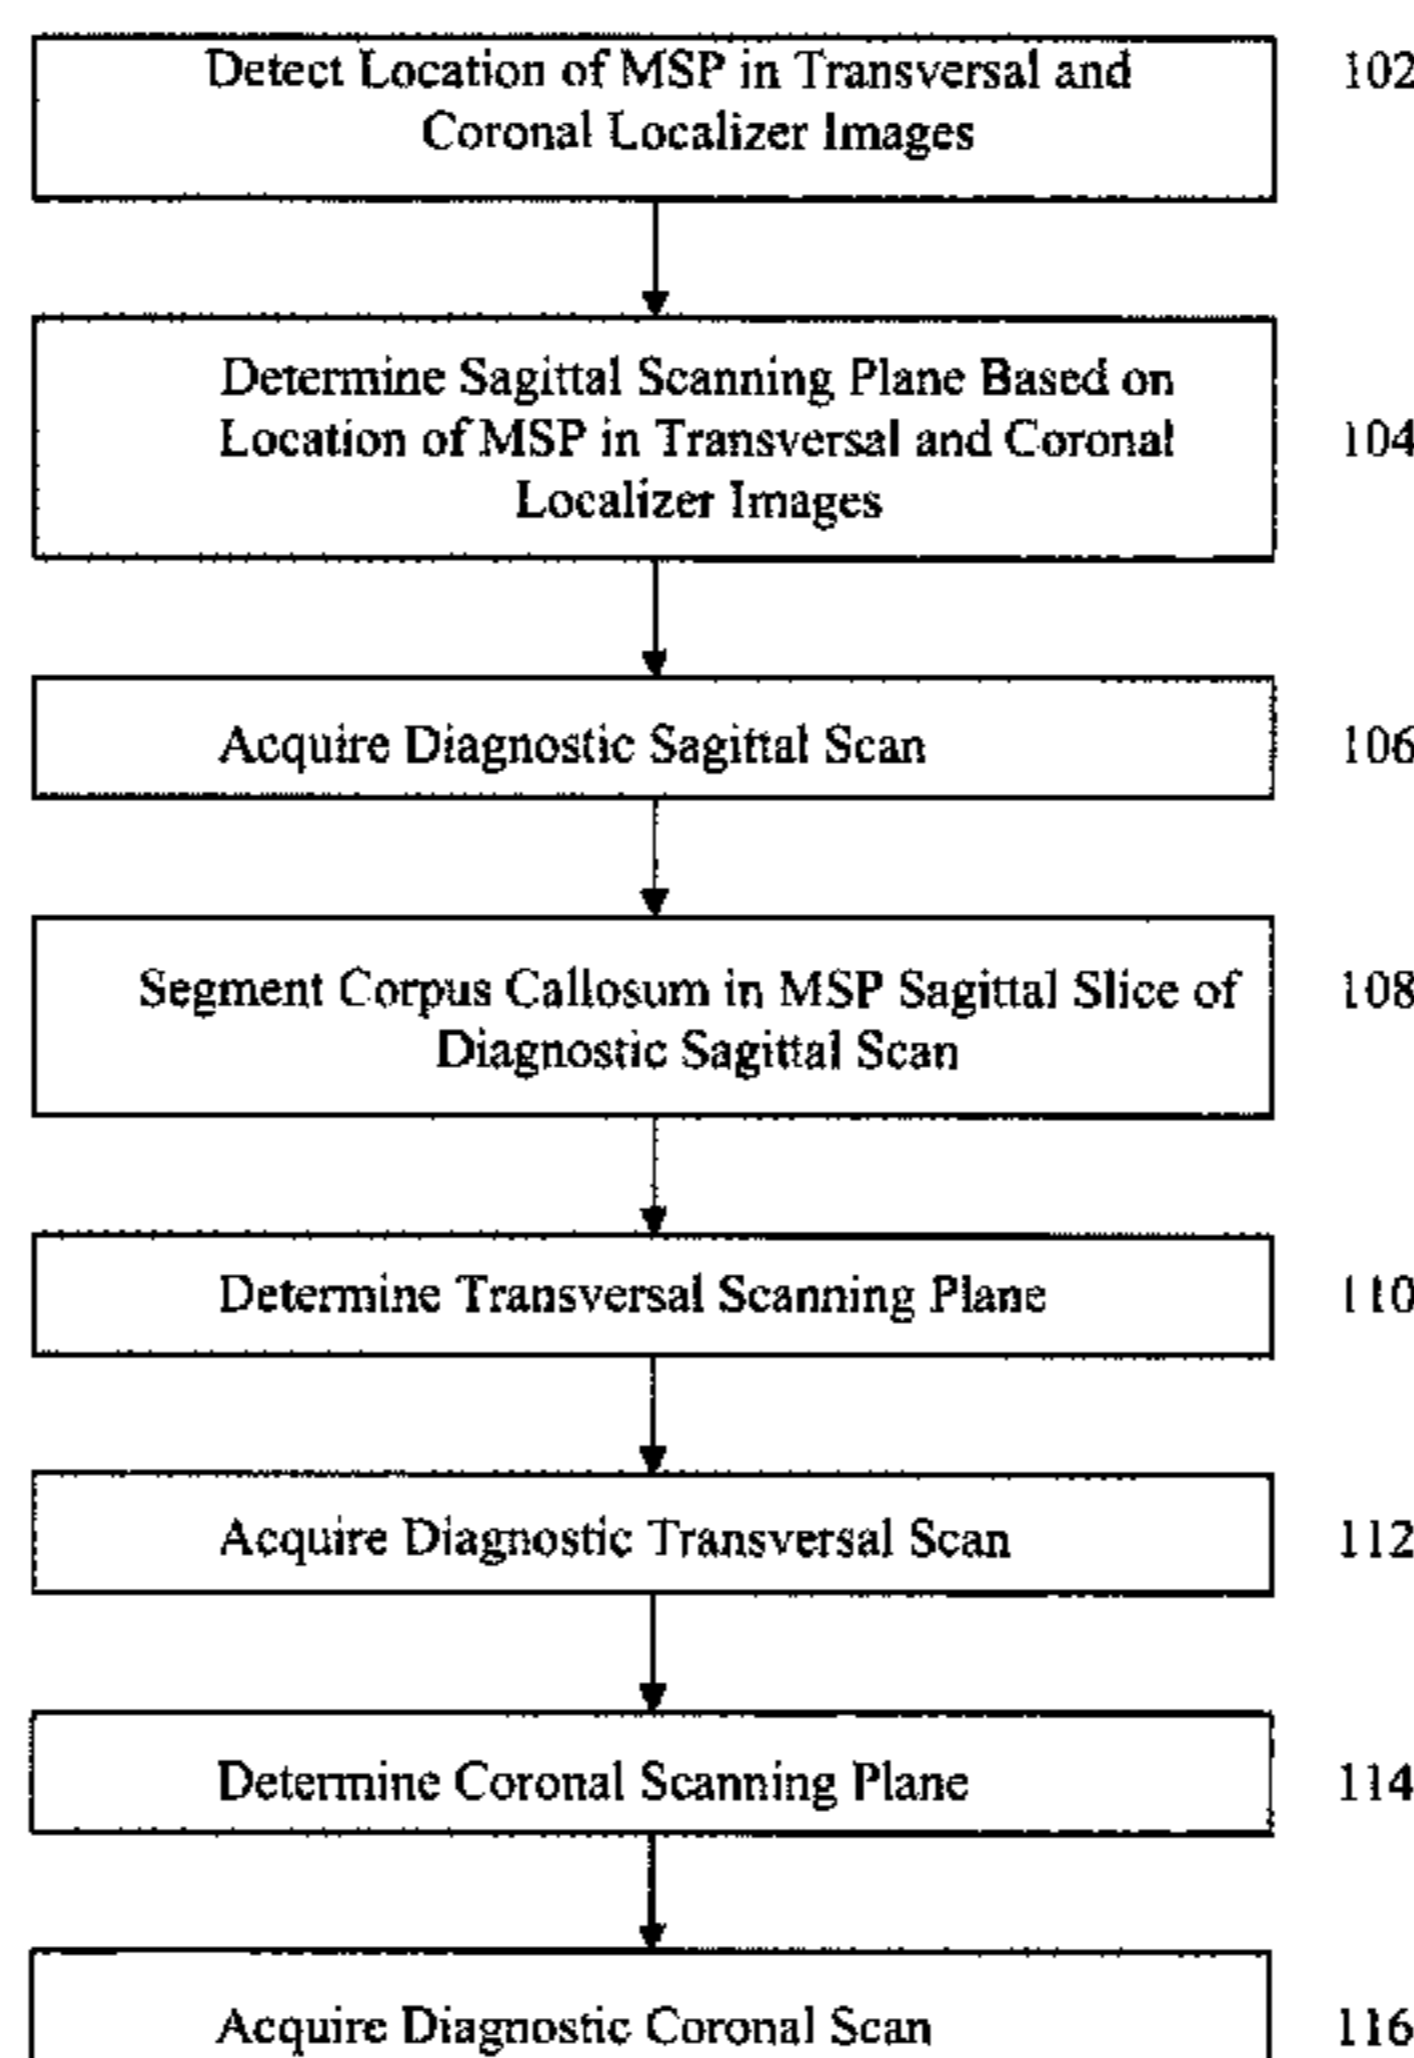 Detect Location of MSP in Transversal and
Coronal Localizer Images
102
Determine Sagittal Scanning Plane Based on
Location of MSP in Transversal and Coronal
Localizer Images
104
Acquire Diagnostic Sagittal Scan
106
Segment Corpus Callosum in MSP Sagittal Slice of
Diagnostic Sagittal Scan
108
Determine Transversal Scanning Plane
110
Acquire Diagnostic Transversal Scan
112
Determine Coronal Scanning Plane
114
Acquire Diagnostic Coronal Scan
116